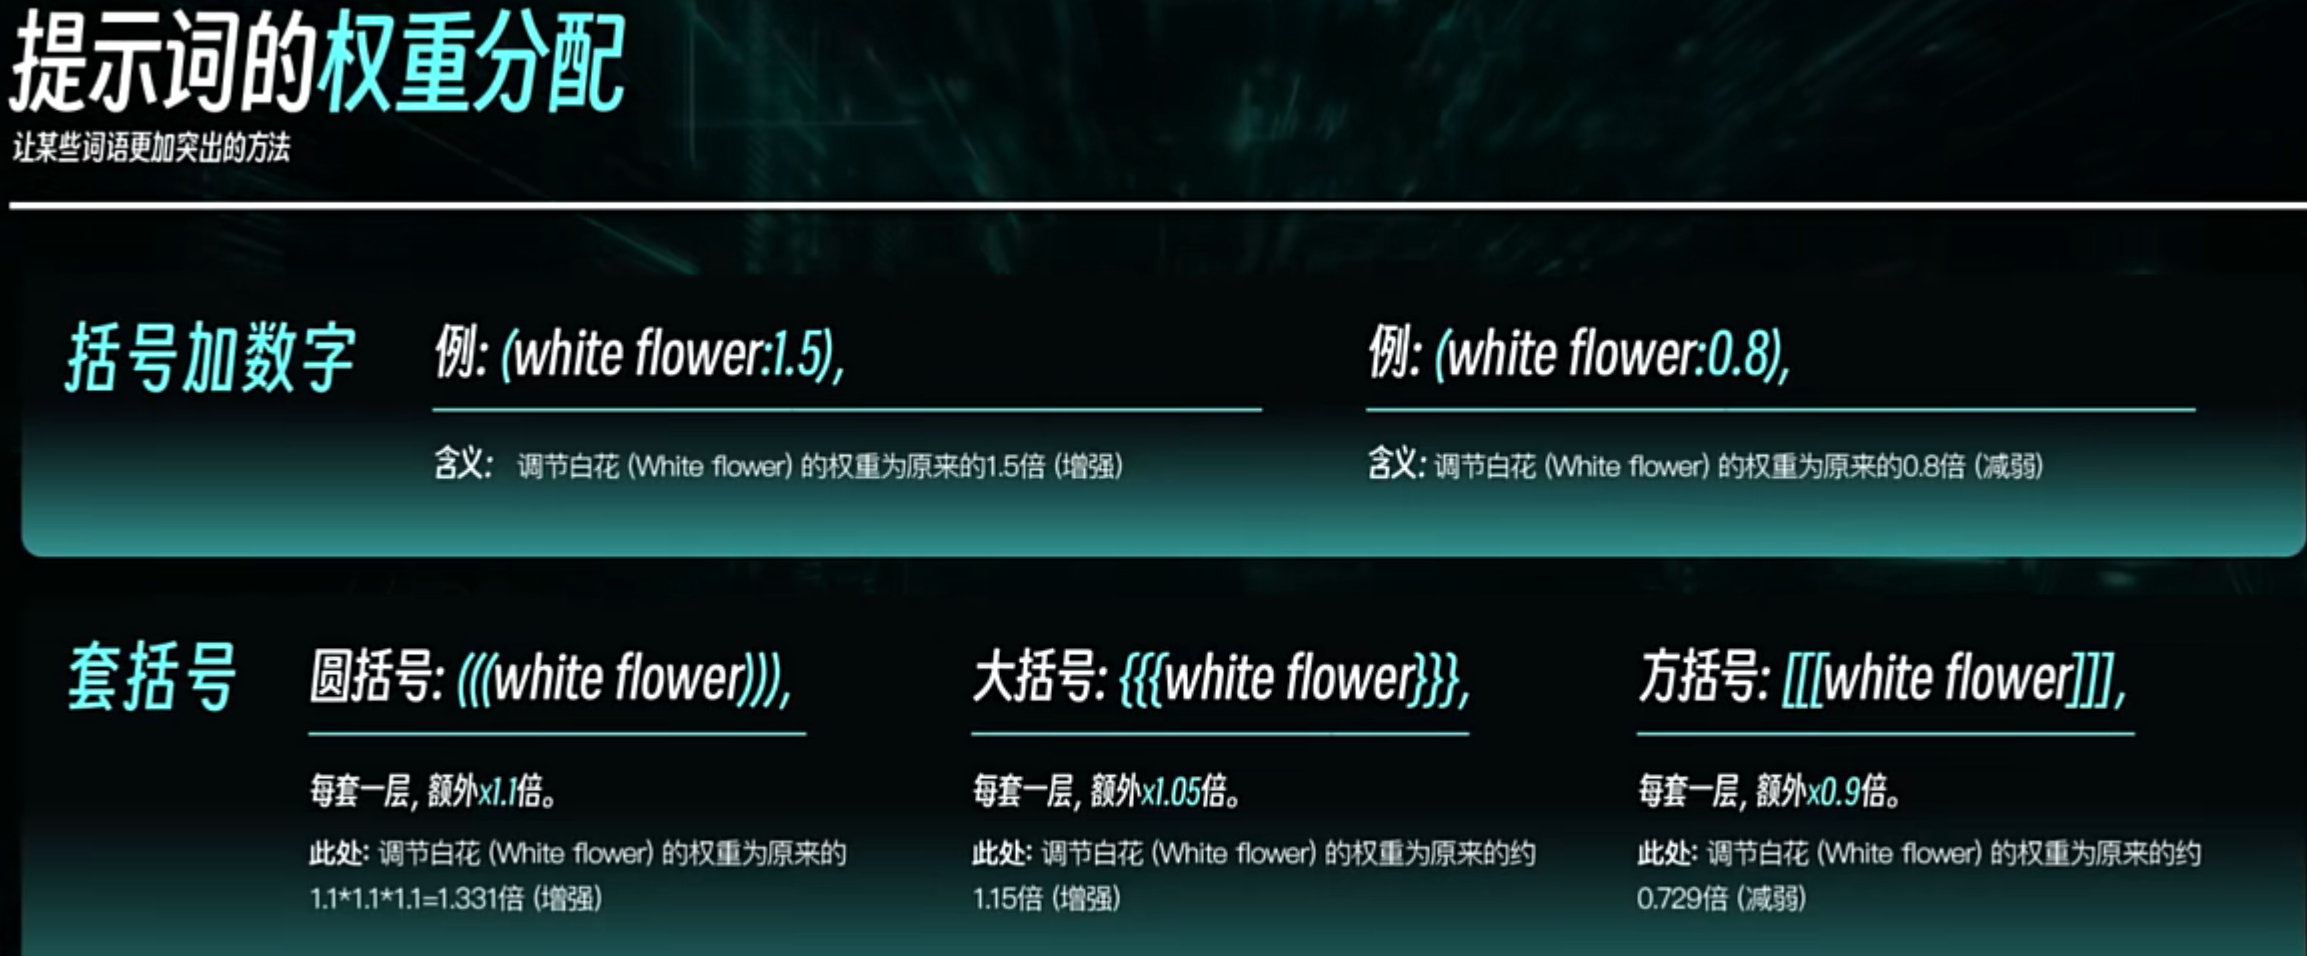 提示词的权重分配
让某些词语更加突出的方法
括号加数字
例: (white flower:1.5),
含义: 调节白花 (White flower) 的权重为原来的1.5倍 (增强)
例: (white flower:0.8),
含义: 调节白花 (White flower) 的权重为原来的0.8倍 (减弱)
套括号
圆括号: (((white flower))),
每套一层, 额外x1.1倍。
此处: 调节白花 (White flower) 的权重为原来的
1.1*1.1*1.1=1.331倍 (增强)
大括号: {{{white flower}}},
每套一层, 额外x1.05倍。
此处: 调节白花 (White flower) 的权重为原来的约
1.15倍 (增强)
方括号: [[[white flower]]],
每套一层, 额外x0.9倍。
此处: 调节白花 (White flower) 的权重为原来的约
0.729倍 (减弱)